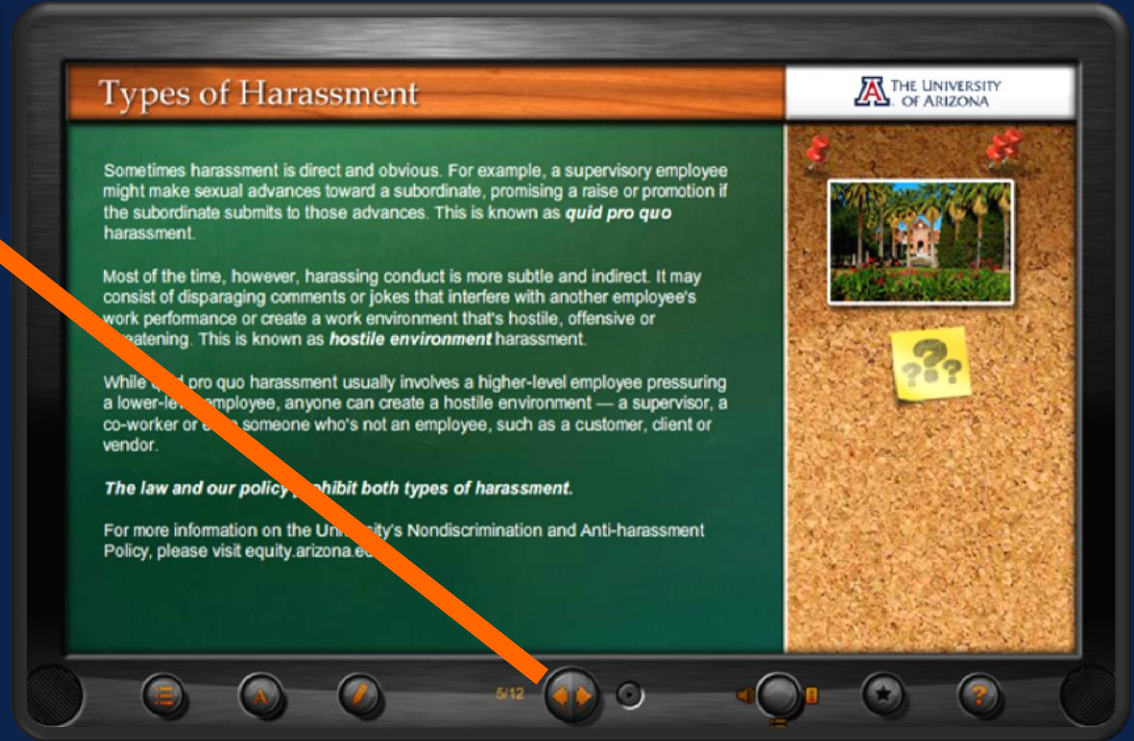 Types of Harassment
THE UNIVERSITY
OF ARIZONA
Sometimes harassment is direct and obvious. For example, a supervisory employee
might make sexual advances toward a subordinate, promising a raise or promotion if
the subordinate submits to those advances. This is known as quid pro quo
harassment.
Most of the time, however, harassing conduct is more subtle and indirect. It may
consist of disparaging comments or jokes that interfere with another employee's
work performance or create a work environment that's hostile, offensive or
eatening. This is known as hostile environment harassment.
While pro quo harassment usually involves a higher-level employee pressuring
a employee, anyone can create a hostile environment — a supervisor, a
co-worker or someone who's not an employee, such as a customer, client or
vendor.
The law and our policy hibit both types of harassment.
For more information on the sity's Nondiscrimination and Anti-harassment
Policy, please visit equity.arizona.
???
A
5/12
?